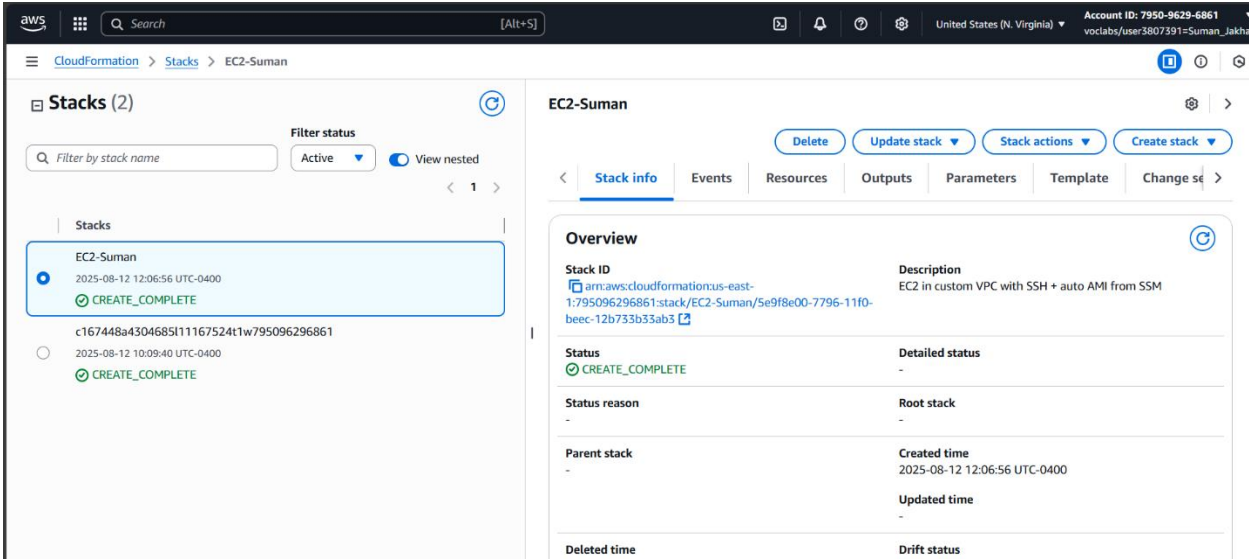 aws
Search
[Alt+S]
United States (N. Virginia)
Account ID: 7950-9629-6861
voclabs/user3807391=Suman_Jakha
CloudFormation > Stacks > EC2-Suman
Stacks (2)
Filter status
Filter by stack name
Active
View nested
< 1 >
Stacks
EC2-Suman
2025-08-12 12:06:56 UTC-0400
CREATE_COMPLETE
c167448a4304685l11167524t1w795096296861
2025-08-12 10:09:40 UTC-0400
CREATE_COMPLETE
EC2-Suman
Delete
Update stack
Stack actions
Create stack
Stack info
Events
Resources
Outputs
Parameters
Template
Change se
Overview
Stack ID
arn:aws:cloudformation:us-east-
1:795096296861:stack/EC2-Suman/5e9f8e00-7796-11f0-
beec-12b733b33ab3
Description
EC2 in custom VPC with SSH + auto AMI from SSM
Status
CREATE_COMPLETE
Detailed status
-
Status reason
-
Root stack
-
Parent stack
-
Created time
2025-08-12 12:06:56 UTC-0400
Updated time
-
Deleted time
Drift status